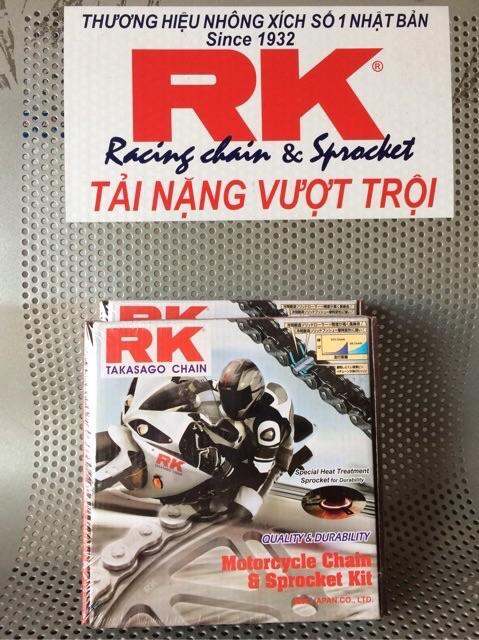 THƯƠNG HIỆU NHÔNG XÍCH SỐ 1 NHẬT BẢN
Since 1932
RK®
Racing chain & Sprocket
TẢI NẶNG VƯỢT TRỘI
RK
RK
TAKASAGO CHAIN
RK
Special Heat Treatment
Sprocket for Durability
QUALITY & DURABILITY
Motorcycle Chain
& Sprocket Kit
JAPAN CO., LTD.